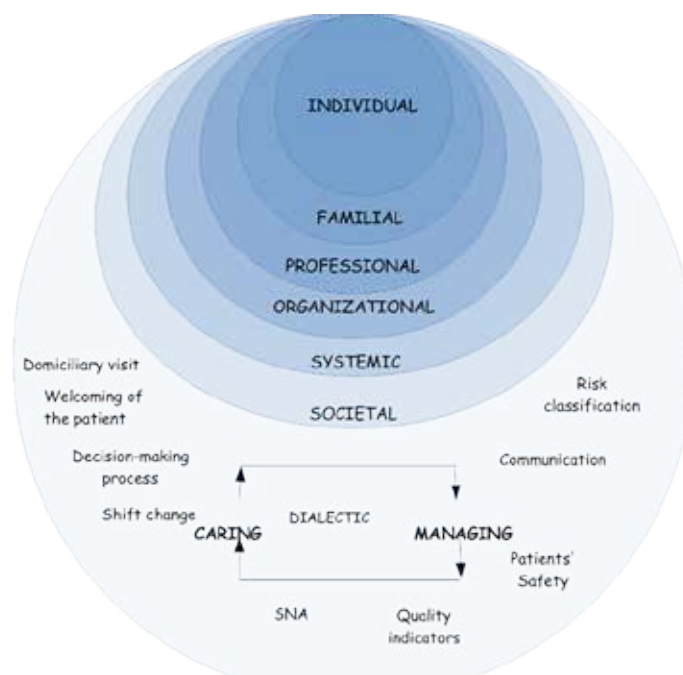 INDIVIDUAL
FAMILIAL
PROFESSIONAL
ORGANIZATIONAL
SYSTEMIC
SOCIETAL
Domiciliary visit
Welcoming of
the patient
Decision-making
process
Shift change
CARING
DIALECTIC
MANAGING
Risk
classification
Communication
Patients'
Safety
SNA
Quality
indicators